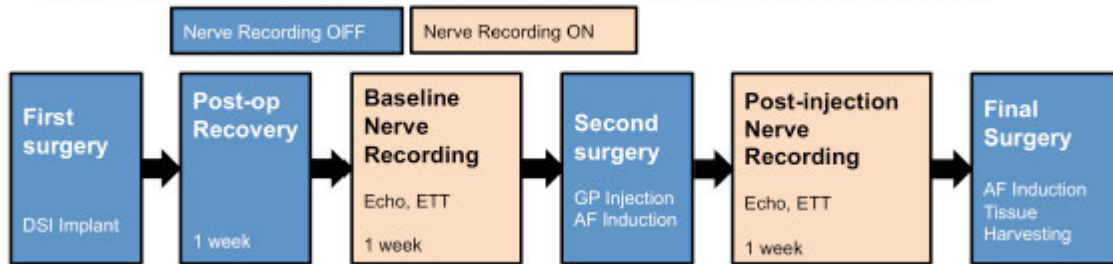 Nerve Recording OIFF
Nerve Recording ON
First
surgery
DSI Implant
Post-op
Recovery
1 week
Baseline
Nerve
Recording
Echo, ETT
1 week
Second
surgery
GP Injection
AF Induction
Post-injection
Nerve
Recording
Echo, ETT
1 week
Final
Surgery
AF Induction
Tissue
Harvesting